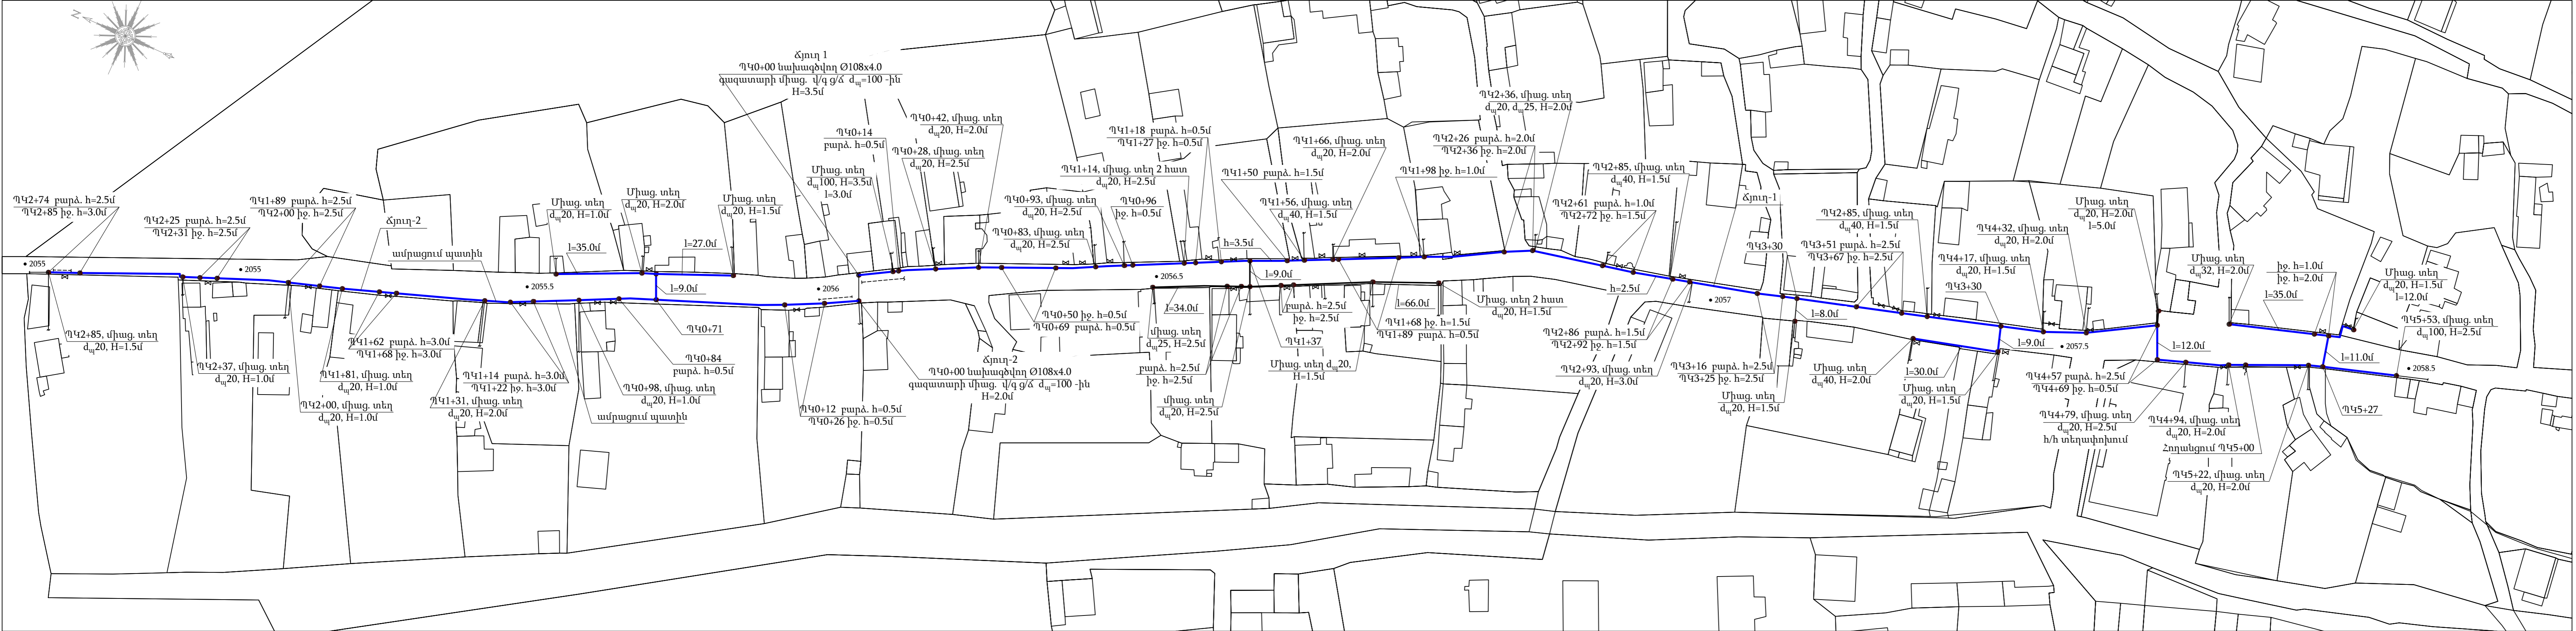 Ճյուղ 1
ՊԿ0+00 նախագծվող Ø108x4.0
գազատարի միաց. վ/գ ց/ճ dպ=100 -ին
H=3.5մ
ՊԿ2+74 բարձ. h=2.5մ
ՊԿ2+85 իջ. h=3.0մ
ՊԿ2+25 բարձ. h=2.5մ
ՊԿ2+31 իջ. h=2.5մ
ՊԿ1+89 բարձ. h=2.5մ
ՊԿ2+00 իջ. h=2.5մ
Ճյուղ-2
ամրացում պատին
Միաց. տեղ
dպ20, H=1.0մ
l=35.0մ
Միաց. տեղ
dպ20, H=2.0մ
l=27.0մ
Միաց. տեղ
dպ20, H=1.5մ
Միաց. տեղ
dպ100, H=3.5մ
l=3.0մ
ՊԿ0+14
բարձ. h=0.5մ
ՊԿ0+28, միաց. տեղ
dպ20, H=2.5մ
ՊԿ0+42, միաց. տեղ
dպ20, H=2.0մ
ՊԿ0+83, միաց. տեղ
dպ20, H=2.5մ
ՊԿ0+93, միաց. տեղ
dպ20, H=2.5մ
ՊԿ0+96
իջ. h=0.5մ
ՊԿ1+14, միաց. տեղ 2 հատ
dպ20, H=2.5մ
ՊԿ1+18 բարձ. h=0.5մ
ՊԿ1+27 իջ. h=0.5մ
h=3.5մ
ՊԿ1+50 բարձ. h=1.5մ
ՊԿ1+56, միաց. տեղ
dպ40, H=1.5մ
ՊԿ1+66, միաց. տեղ
dպ20, H=2.0մ
ՊԿ1+98 իջ. h=1.0մ
ՊԿ2+26 բարձ. h=2.0մ
ՊԿ2+36 իջ. h=2.0մ
ՊԿ2+36, միաց. տեղ
dպ20, dպ25, H=2.0մ
ՊԿ2+61 բարձ. h=1.0մ
ՊԿ2+72 իջ. h=1.5մ
ՊԿ2+85, միաց. տեղ
dպ40, H=1.5մ
h=2.5մ
Ճյուղ-1
ՊԿ3+30
ՊԿ2+85, միաց. տեղ
dպ40, H=1.5մ
ՊԿ3+51 բարձ. h=2.5մ
ՊԿ3+67 իջ. h=2.5մ
l=8.0մ
ՊԿ3+30
ՊԿ4+17, միաց. տեղ
dպ20, H=1.5մ
ՊԿ4+32, միաց. տեղ
dպ20, H=2.0մ
Միաց. տեղ
dպ20, H=2.0մ
l=5.0մ
Միաց. տեղ
dպ32, H=2.0մ
իջ. h=1.0մ
իջ. h=2.0մ
l=35.0մ
Միաց. տեղ
dպ20, H=1.5մ
l=12.0մ
ՊԿ5+53, միաց. տեղ
dպ100, H=2.5մ
2055
2055
2055.5
2056
2056.5
2057
2057.5
2058.5
ՊԿ2+85, միաց. տեղ
dպ20, H=1.5մ
ՊԿ2+37, միաց. տեղ
dպ20, H=1.0մ
ՊԿ2+00, միաց. տեղ
dպ20, H=1.0մ
ՊԿ1+81, միաց. տեղ
dպ20, H=1.0մ
ՊԿ1+62 բարձ. h=3.0մ
ՊԿ1+68 իջ. h=3.0մ
ՊԿ1+31, միաց. տեղ
dպ20, H=2.0մ
ՊԿ1+14 բարձ. h=3.0մ
ՊԿ1+22 իջ. h=3.0մ
ամրացում պատին
ՊԿ0+98, միաց. տեղ
dպ20, H=1.0մ
ՊԿ0+84
բարձ. h=0.5մ
ՊԿ0+71
l=9.0մ
ՊԿ0+12 բարձ. h=0.5մ
ՊԿ0+26 իջ. h=0.5մ
Ճյուղ-2
ՊԿ0+00 նախագծվող Ø108x4.0
գազատարի միաց. վ/գ ց/ճ dպ=100 -ին
H=2.0մ
ՊԿ0+50 իջ. h=0.5մ
ՊԿ0+69 բարձ. h=0.5մ
l=34.0մ
միաց. տեղ
dպ25, H=2.5մ
բարձ. h=2.5մ
իջ. h=2.5մ
միաց. տեղ
dպ20, H=2.5մ
l=9.0մ
բարձ. h=2.5մ
իջ. h=2.5մ
ՊԿ1+37
Միաց. տեղ dպ20,
H=1.5մ
l=66.0մ
ՊԿ1+68 իջ. h=1.5մ
ՊԿ1+89 բարձ. h=0.5մ
Միաց. տեղ 2 հատ
dպ20, H=1.5մ
ՊԿ2+86 բարձ. h=1.5մ
ՊԿ2+92 իջ. h=1.5մ
ՊԿ2+93, միաց. տեղ
dպ20, H=3.0մ
ՊԿ3+16 բարձ. h=2.5մ
ՊԿ3+25 իջ. h=2.5մ
Միաց. տեղ
dպ20, H=1.5մ
Միաց. տեղ
dպ40, H=2.0մ
l=30.0մ
Միաց. տեղ
dպ20, H=1.5մ
l=9.0մ
l=12.0մ
ՊԿ4+57 բարձ. h=2.5մ
ՊԿ4+69 իջ. h=0.5մ
ՊԿ4+79, միաց. տեղ
dպ20, H=2.5մ
հ/հ տեղափոխում
ՊԿ4+94, միաց. տեղ
dպ20, H=2.0մ
Հողանցում ՊԿ5+00
ՊԿ5+22, միաց. տեղ
dպ20, H=2.0մ
l=11.0մ
ՊԿ5+27